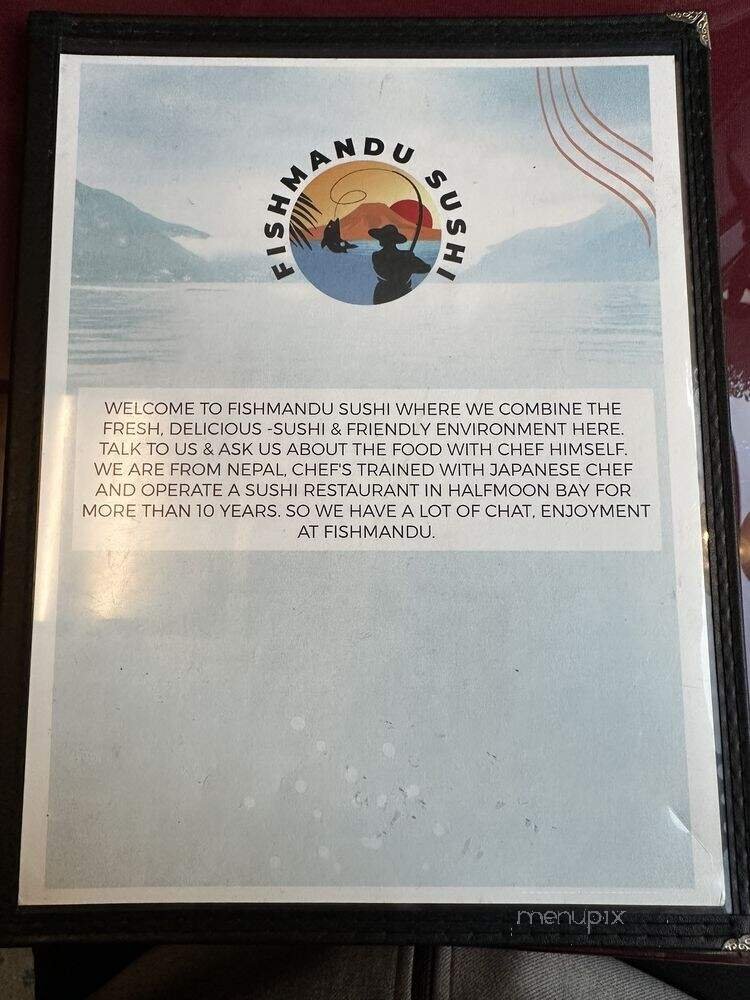 FISHMANDU SUSHI
WELCOME TO FISHMANDU SUSHI WHERE WE COMBINE THE
FRESH, DELICIOUS -SUSHI & FRIENDLY ENVIRONMENT HERE.
TALK TO US & ASK US ABOUT THE FOOD WITH CHEF HIMSELF.
WE ARE FROM NEPAL, CHEF'S TRAINED WITH JAPANESE CHEF
AND OPERATE A SUSHI RESTAURANT IN HALFMOON BAY FOR
MORE THAN 10 YEARS. SO WE HAVE A LOT OF CHAT, ENJOYMENT
AT FISHMANDU.
menupix